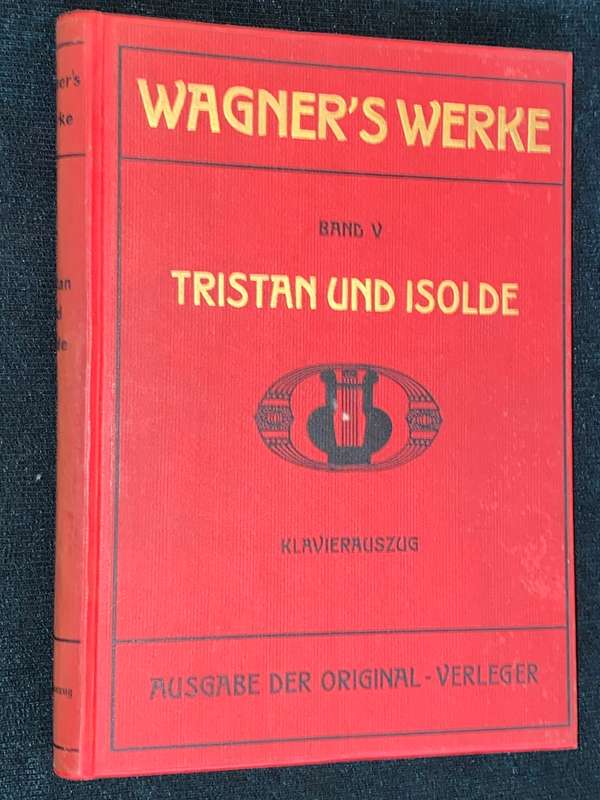 WAGNER'S WERKE
BAND V
TRISTAN UND ISOLDE
KLAVIERAUSZUG
AUSGABE DER ORIGINAL-VERLEGER